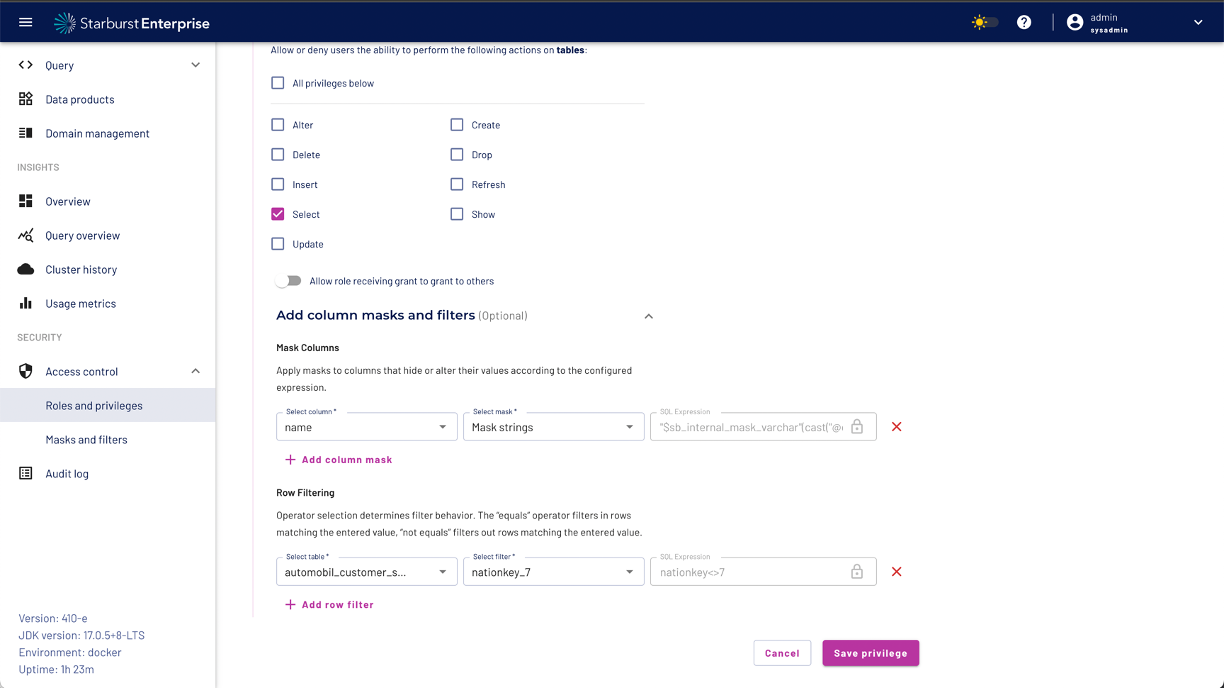 Starburst Enterprise
admin
sysadmin
Query
Data products
Domain management
INSIGHTS
Overview
Query overview
Cluster history
Usage metrics
SECURITY
Access control
Roles and privileges
Masks and filters
Audit log
Version: 410-e
JDK version: 17.0.5+8-LTS
Environment: docker
Uptime: 1h 23m
Allow or deny users the ability to perform the following actions on tables:
All privileges below
Alter
Create
Delete
Drop
Insert
Refresh
Select
Show
Update
Allow role receiving grant to grant to others
Add column masks and filters (Optional)
Mask Columns
Apply masks to columns that hide or alter their values according to the configured
expression.
Select column *
name
Select mask *
Mask strings
SQL Expression
"$sb_internal_mask_varchar"(cast("@
+ Add column mask
Row Filtering
Operator selection determines filter behavior. The “equals” operator filters in rows
matching the entered value, “not equals” filters out rows matching the entered value.
Select table *
automobil_customer_s...
Select filter *
nationkey_7
SQL Expression
nationkey<>7
+ Add row filter
Cancel
Save privilege